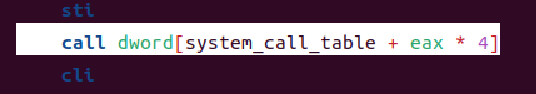 sti
call dword[system_call_table + eax * 4]
cli